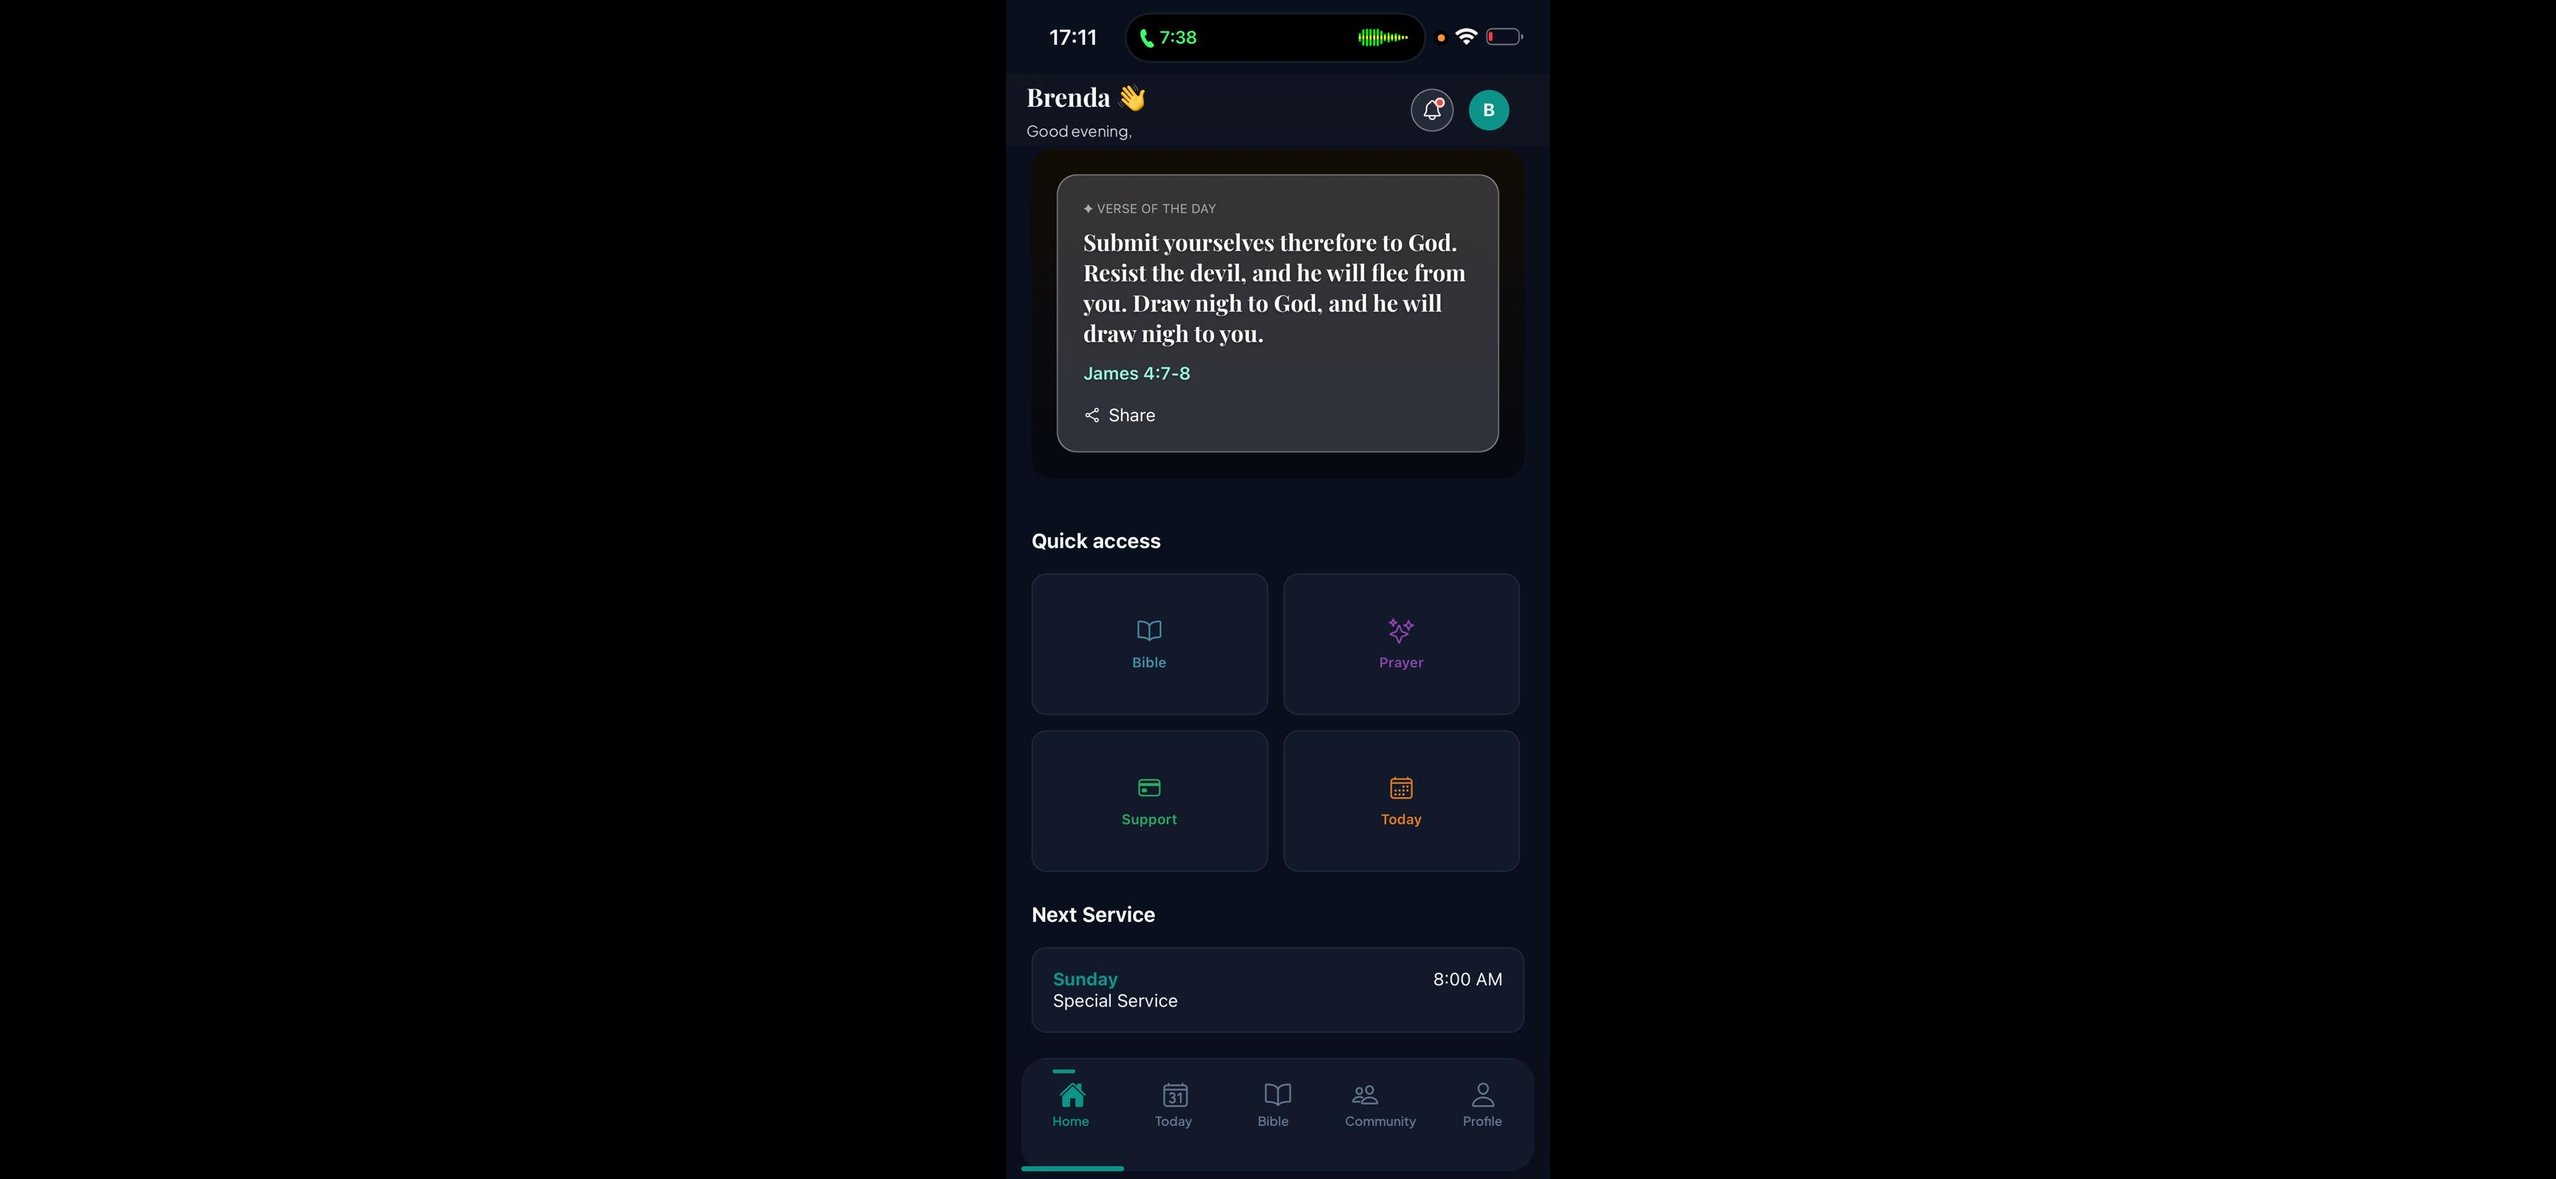 17:11
7:38
Brenda 👋
Good evening,
B
✦ VERSE OF THE DAY
Submit yourselves therefore to God.
Resist the devil, and he will flee from
you. Draw nigh to God, and he will
draw nigh to you.
James 4:7-8
Share
Quick access
Bible
Prayer
Support
Today
Next Service
Sunday
8:00 AM
Special Service
31
Home
Today
Bible
Community
Profile